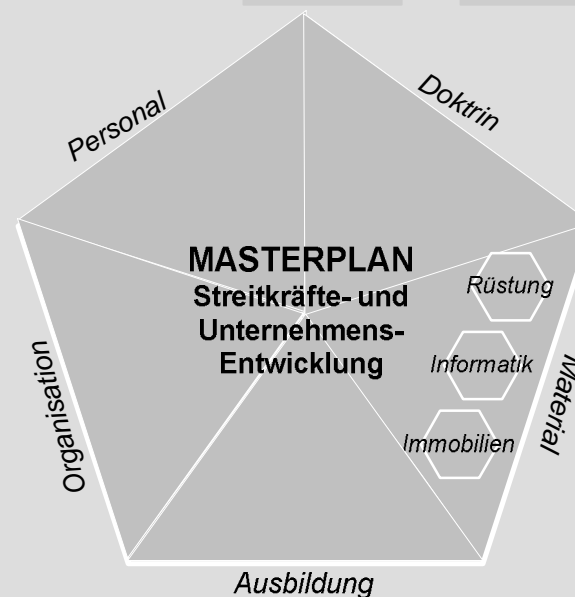 Personal
Doktrin
MASTERPLAN
Streitkräfte- und
Unternehmens-
Entwicklung
Rüstung
Informatik
Immobilien
Material
Organisation
Ausbildung